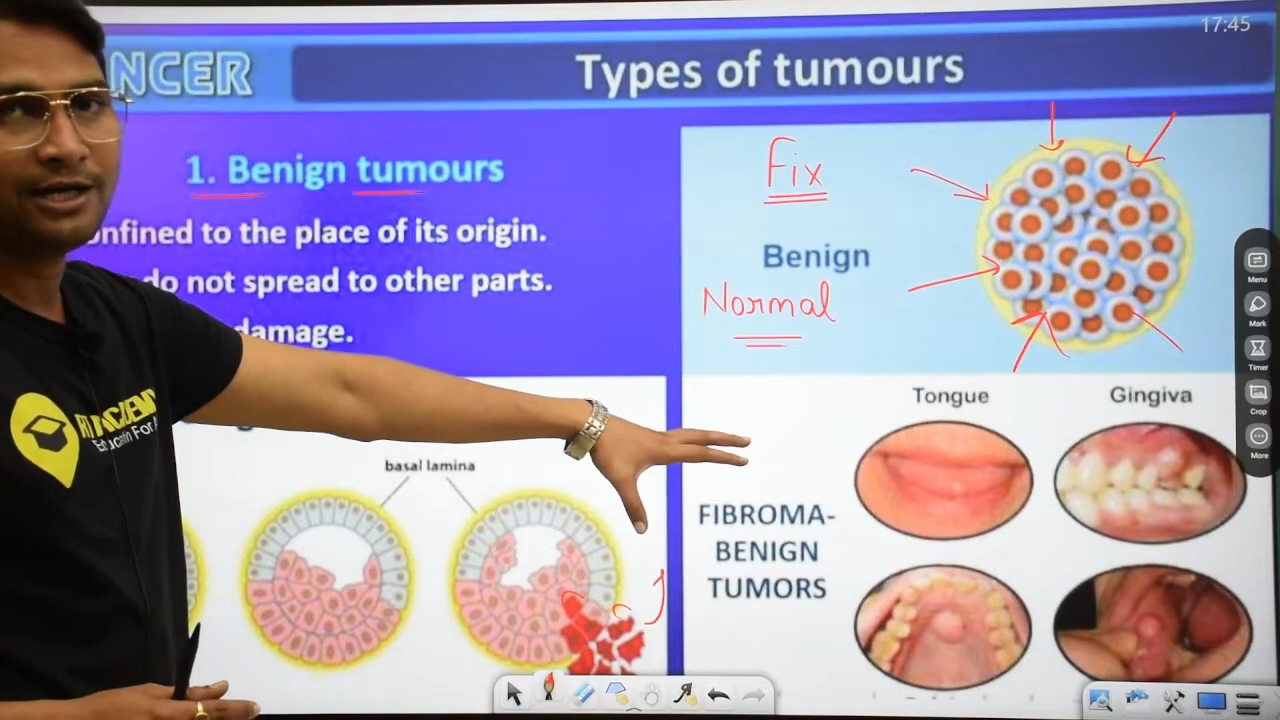 17:45
NCER
Types of tumours
1. Benign tumours
onfined to the place of its origin.
do not spread to other parts.
damage.
Fix
Benign
Normal
Menu
Mark
Timer
Crop
More
Tongue
Gingiva
basal lamina
FIBROMA-
BENIGN
TUMORS